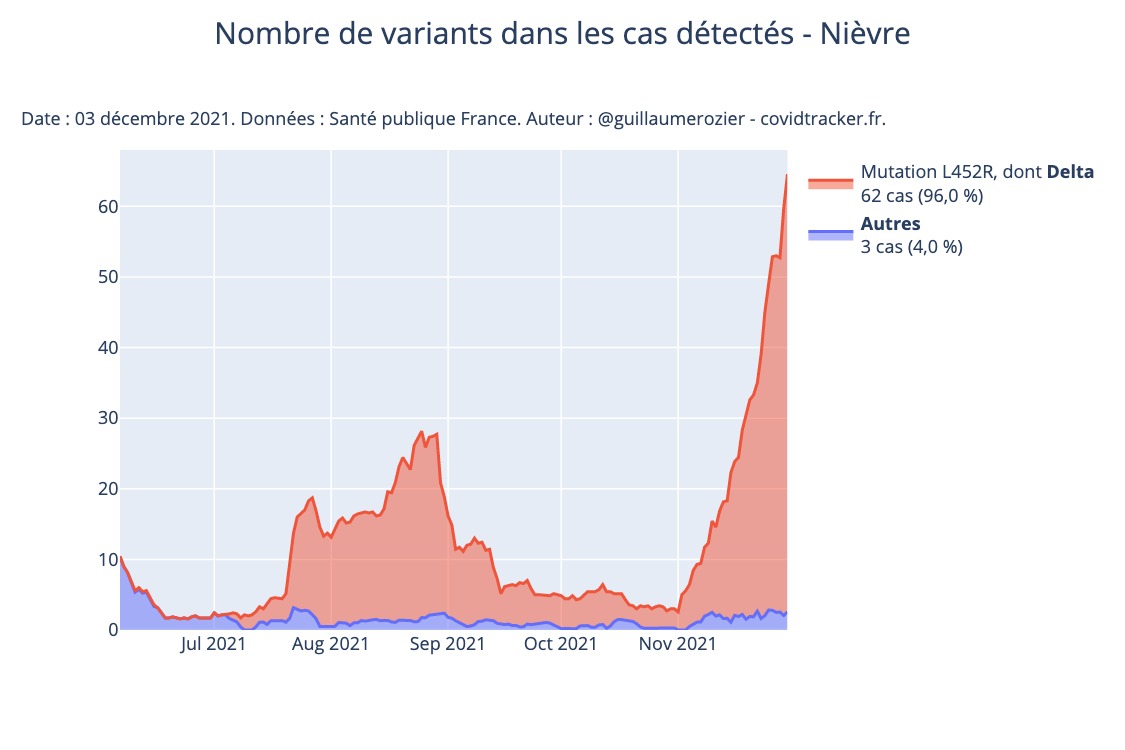 Nombre de variants dans les cas détectés - Nièvre
Date : 03 décembre 2021. Données : Santé publique France. Auteur : @guillaumerozier - covidtracker.fr.
Mutation L452R, dont Delta
62 cas (96,0 %)
Autres
3 cas (4,0 %)
60
50
40
30
20
10
0
Jul 2021 Aug 2021 Sep 2021 Oct 2021 Nov 2021